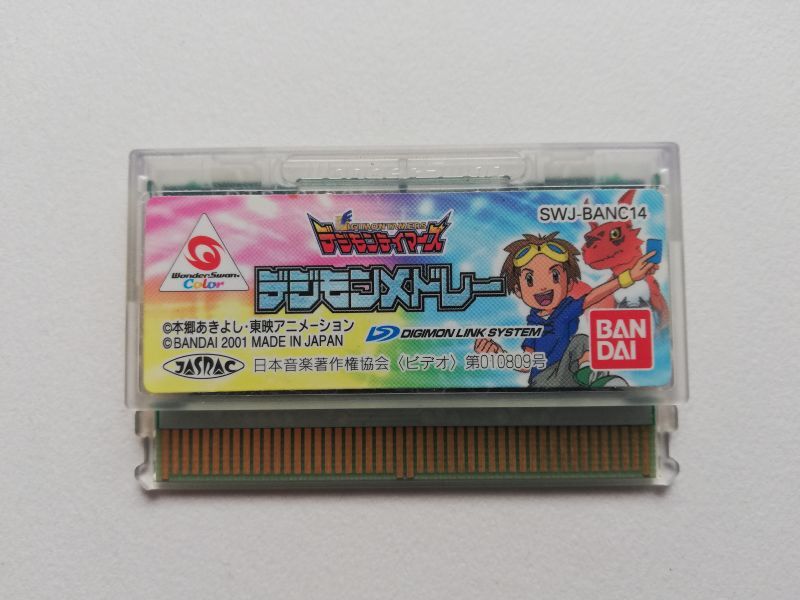 SWJ-BANC14
DIGIMON TAMERS
デジモンテイマーズ
WonderSwan
Color
デジモンメドレー
©本郷あきよし・東映アニメーション
©BANDAI 2001 MADE IN JAPAN
DIGIMON LINK SYSTEM
BAN
DAI
JASRAC
日本音楽著作権協会 〈ビデオ〉 第010809号